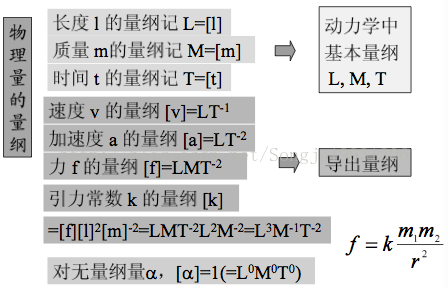 物理量的量纲
长度 l 的量纲记 L=[l]
质量 m的量纲记 M=[m]
时间 t 的量纲记 T=[t]
动力学中
基本量纲
L, M, T
速度 v 的量纲 [v]=LT⁻¹
加速度 a 的量纲 [a]=LT⁻²
力 f 的量纲 [f]=LMT⁻²
导出量纲
引力常数 k 的量纲 [k]
=[f][l]²[m]⁻²=LMT⁻²L²M⁻²=L³M⁻¹T⁻²
对无量纲量α，[α]=1(=L⁰M⁰T⁰)
f = k m₁m₂ / r²